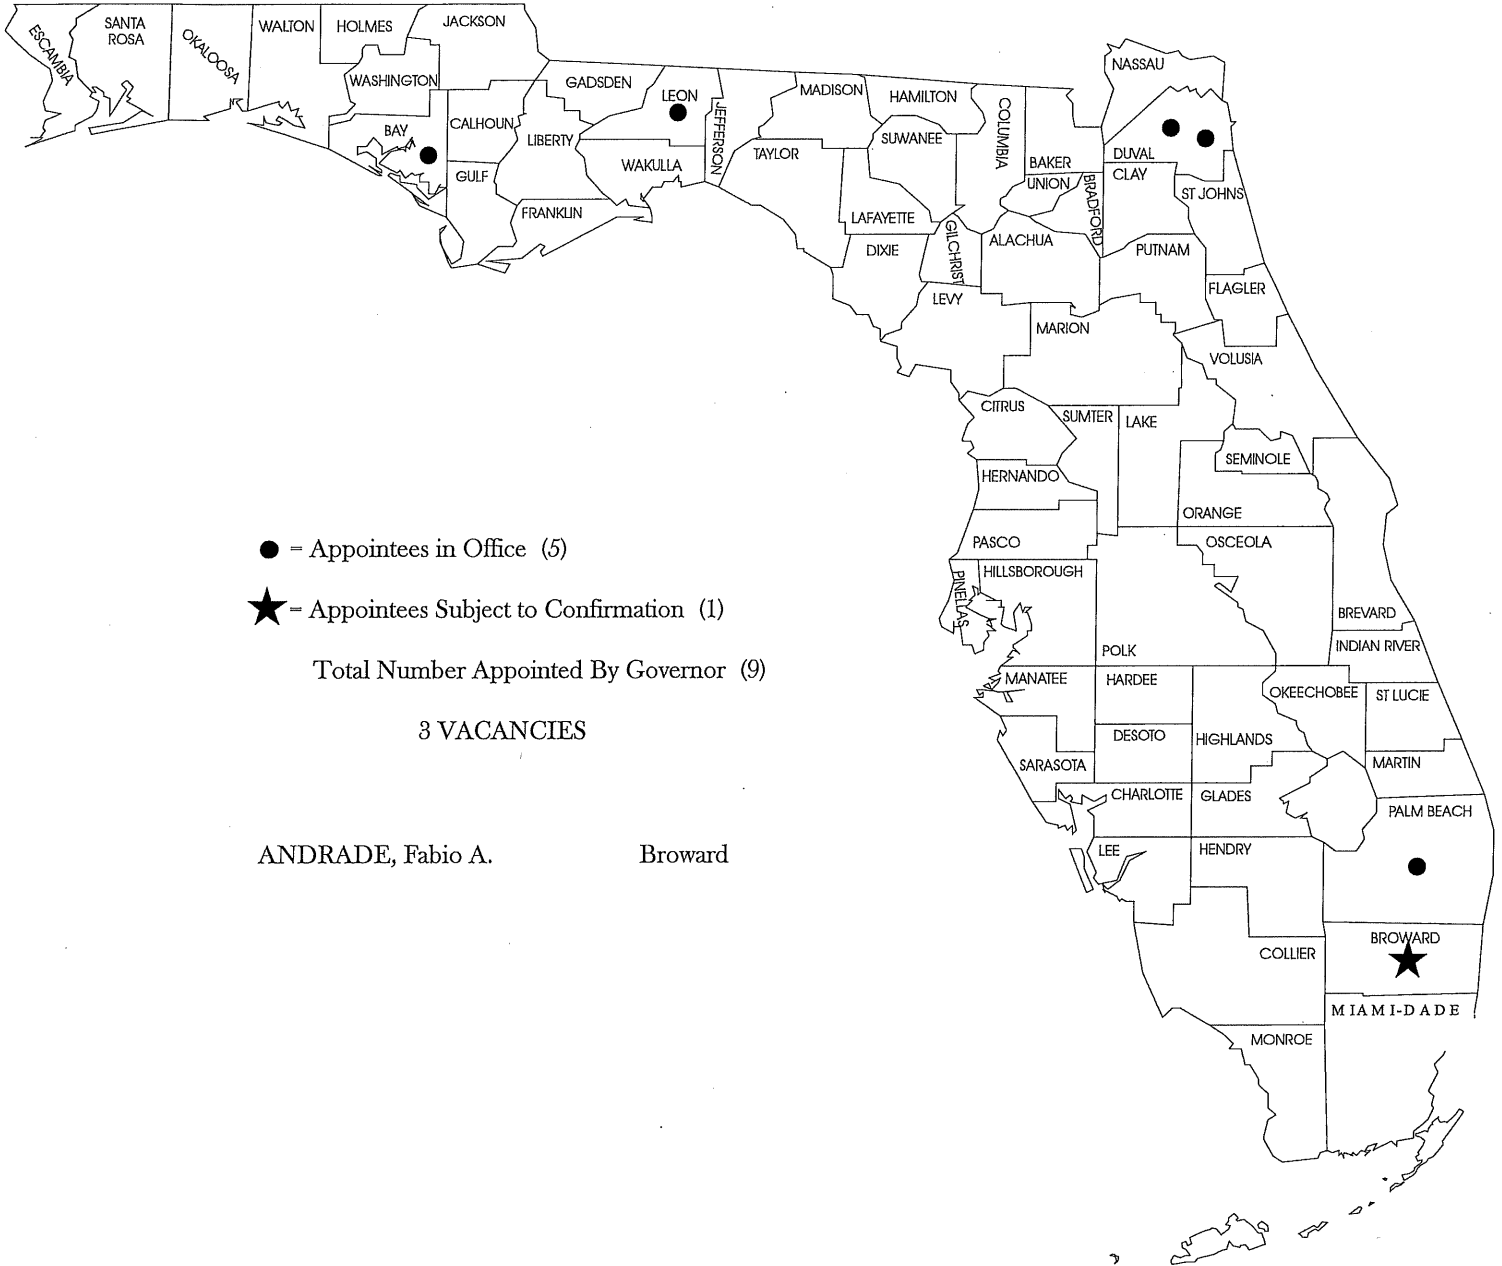 ESCAMBIA
SANTA
ROSA
OKALOOSA
WALTON
HOLMES
JACKSON
WASHINGTON
BAY
CALHOUN
GULF
GADSDEN
LIBERTY
FRANKLIN
LEON
WAKULLA
JEFFERSON
MADISON
TAYLOR
HAMILTON
SUWANEE
LAFAYETTE
DIXIE
COLUMBIA
GILCHRIST
BAKER
UNION
BRADFORD
ALACHUA
LEVY
NASSAU
DUVAL
CLAY
ST JOHNS
PUTNAM
FLAGLER
MARION
VOLUSIA
CITRUS
SUMTER
LAKE
SEMINOLE
HERNANDO
ORANGE
PASCO
OSCEOLA
HILLSBOROUGH
PINELLAS
BREVARD
INDIAN RIVER
POLK
MANATEE
HARDEE
OKEECHOBEE
ST LUCIE
DESOTO
HIGHLANDS
SARASOTA
MARTIN
CHARLOTTE
GLADES
PALM BEACH
LEE
HENDRY
COLLIER
BROWARD
MIAMI-DADE
MONROE
= Appointees in Office (5)
= Appointees Subject to Confirmation (1)
Total Number Appointed By Governor (9)
3 VACANCIES
ANDRADE, Fabio A. Broward